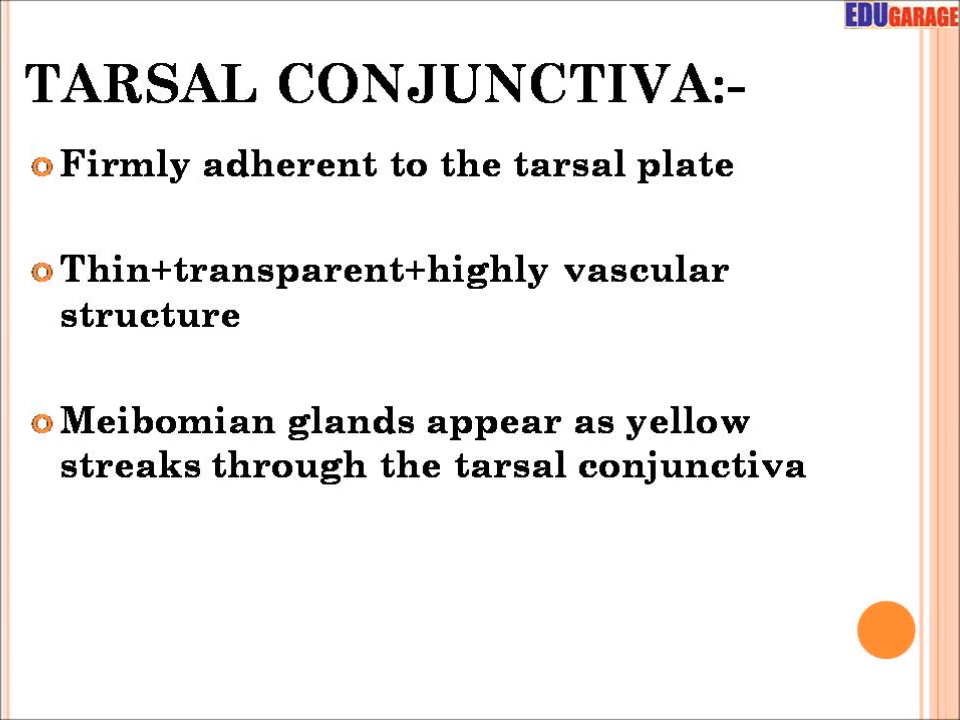 EDUGARAGE
TARSAL CONJUNCTIVA:-
Firmly adherent to the tarsal plate
Thin+transparent+highly vascular
structure
Meibomian glands appear as yellow
streaks through the tarsal conjunctiva